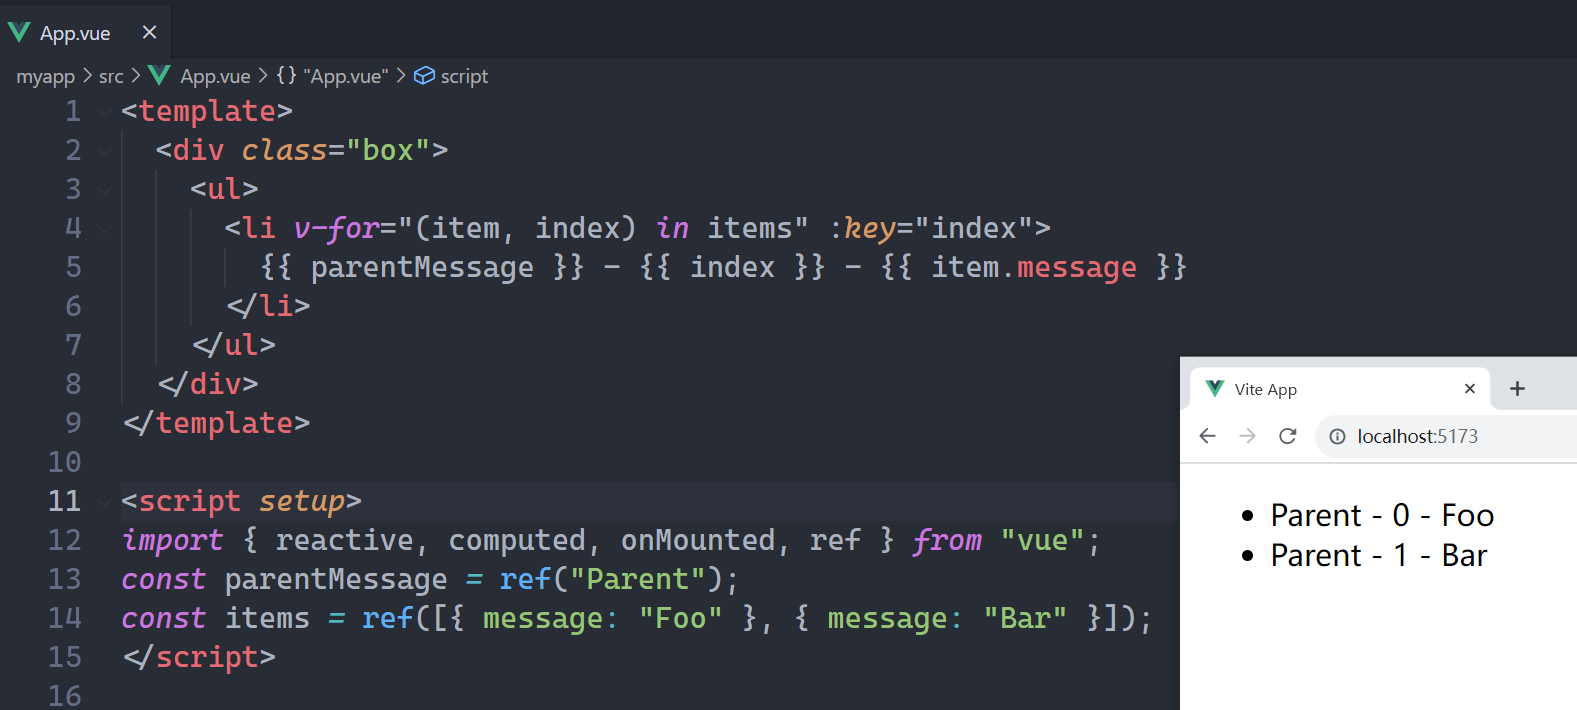 App.vue
myapp > src > App.vue > {} "App.vue" > script
1 <template>
2 <div class="box">
3 <ul>
4 <li v-for="(item, index) in items" :key="index">
5 {{ parentMessage }} - {{ index }} - {{ item.message }}
6 </li>
7 </ul>
8 </div>
9 </template>
10
11 <script setup>
12 import { reactive, computed, onMounted, ref } from "vue";
13 const parentMessage = ref("Parent");
14 const items = ref([{ message: "Foo" }, { message: "Bar" }]);
15 </script>
16
Vite App
localhost:5173
• Parent - 0 - Foo
• Parent - 1 - Bar